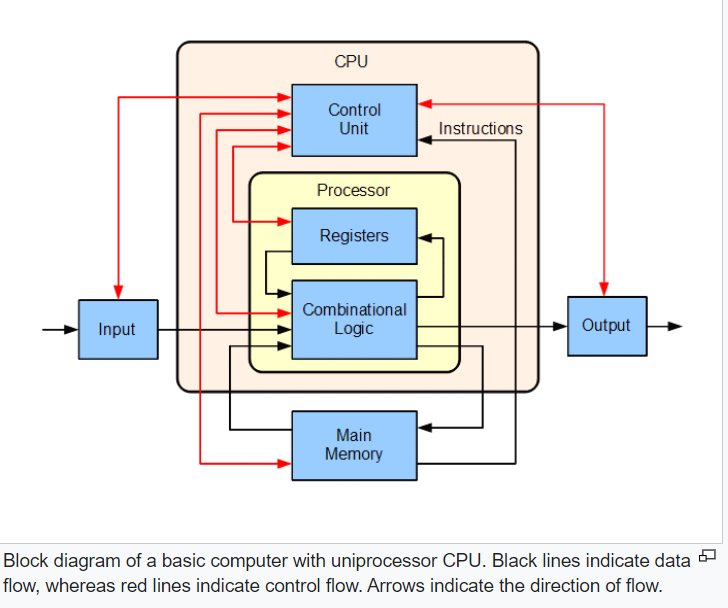 CPU
Control
Unit
Instructions
Processor
Registers
Combinational
Logic
Input
Output
Main
Memory
Block diagram of a basic computer with uniprocessor CPU. Black lines indicate data
flow, whereas red lines indicate control flow. Arrows indicate the direction of flow.